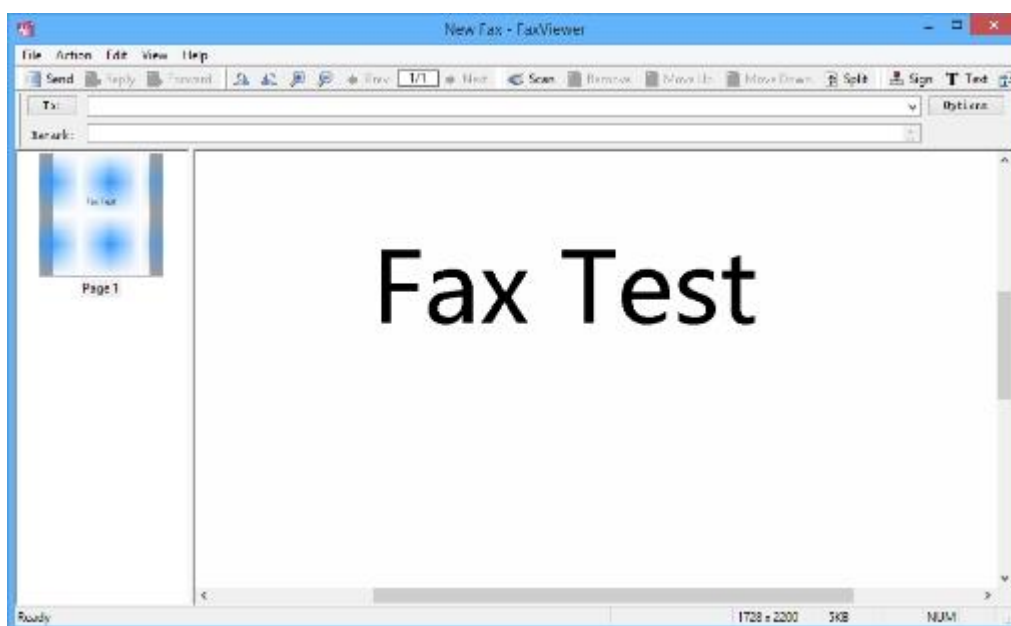 New Fax - FaxViewer
File Action Edit View Help
Send Reply Forward Prev 1/1 Next Scan Remove Move Up Move Down Split Sign T Text
To: Options
Remark:
Fax Test
Page 1
Fax Test
Ready 1728 x 2200 5KB NUM